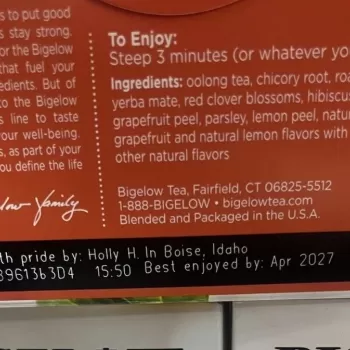 s to put good
s stay strong.
or the Bigelow
that fuel your
edients. But of
to the Bigelow
s line to taste
your well-being.
s, as part of your
ou define the life
low family
To Enjoy:
Steep 3 minutes (or whatever yo
Ingredients: oolong tea, chicory root, roa
yerba mate, red clover blossoms, hibiscus
grapefruit peel, parsley, lemon peel, natu
grapefruit and natural lemon flavors with
other natural flavors
Bigelow Tea, Fairfield, CT 06825-5512
1-888-BIGELOW • bigelowtea.com
Blended and Packaged in the U.S.A.
th pride by: Holly H. In Boise, Idaho
89613b3D4 15:50 Best enjoyed by: Apr 2027